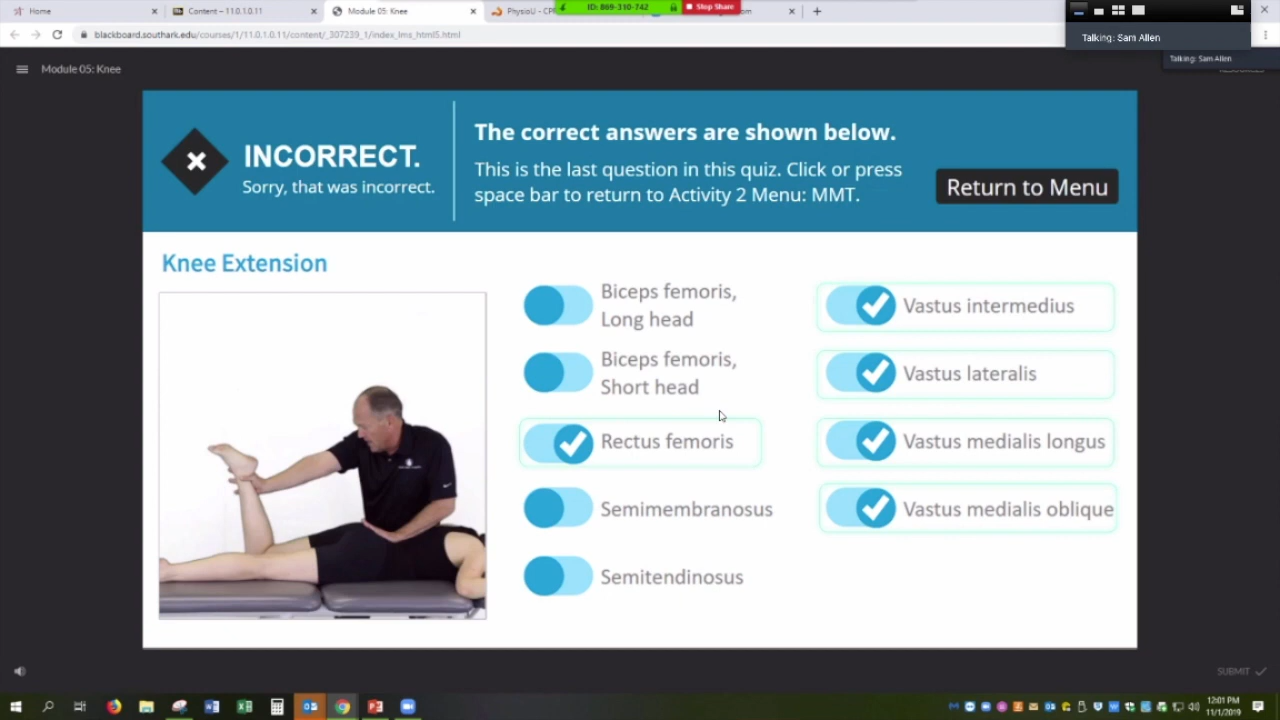 Home
Content – 11.0.1.0.11
Module 05: Knee
PhysioU - CP
ID: 869-310-742
Stop Share
Talking: Sam Allen
Talking: Sam Allen
blackboard.southark.edu/courses/1/11.0.1.0.11/content/_307239_1/index_lms_html5.html
Module 05: Knee
INCORRECT.
Sorry, that was incorrect.
The correct answers are shown below.
This is the last question in this quiz. Click or press
space bar to return to Activity 2 Menu: MMT.
Return to Menu
Knee Extension
Biceps femoris,
Long head
Biceps femoris,
Short head
Rectus femoris
Semimembranosus
Semitendinosus
Vastus intermedius
Vastus lateralis
Vastus medialis longus
Vastus medialis oblique
SUBMIT
12:01 PM
11/1/2019